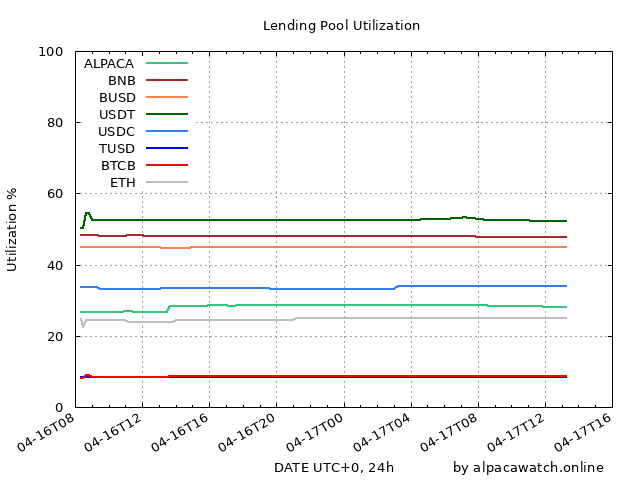 Lending Pool Utilization
Utilization %
100
80
60
40
20
0
ALPACA
BNB
BUSD
USDT
USDC
TUSD
BTCB
ETH
04-16T08
04-16T12
04-16T16
04-16T20
04-17T00
04-17T04
04-17T08
04-17T12
04-17T16
DATE UTC+0, 24h
by alpacawatch.online